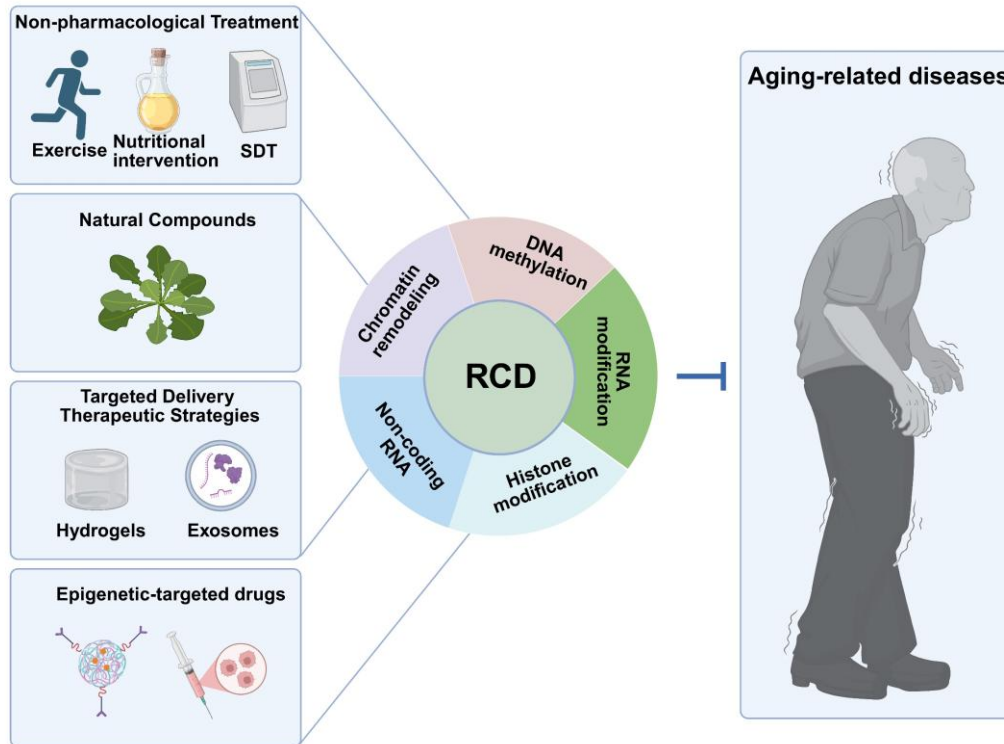 Non-pharmacological Treatment
Exercise
Nutritional
intervention
SDT
Natural Compounds
Targeted Delivery
Therapeutic Strategies
Hydrogels
Exosomes
Epigenetic-targeted drugs
Chromatin
remodeling
DNA
methylation
RNA
modification
Histone
modification
Non-coding
RNA
RCD
Aging-related diseases